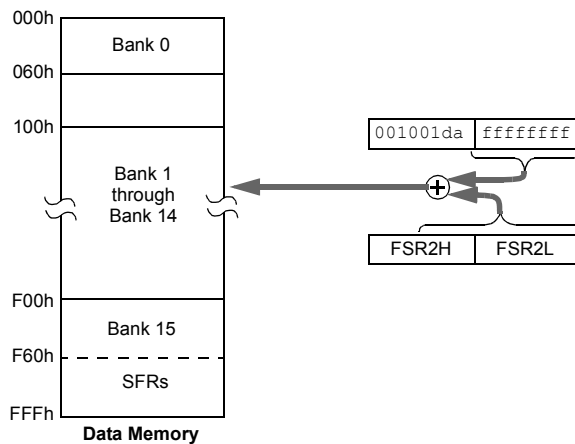 000h
Bank 0
060h
100h
001001da ffffffff
Bank 1
through
Bank 14
FSR2H FSR2L
F00h
Bank 15
F60h
SFRs
FFFh
Data Memory